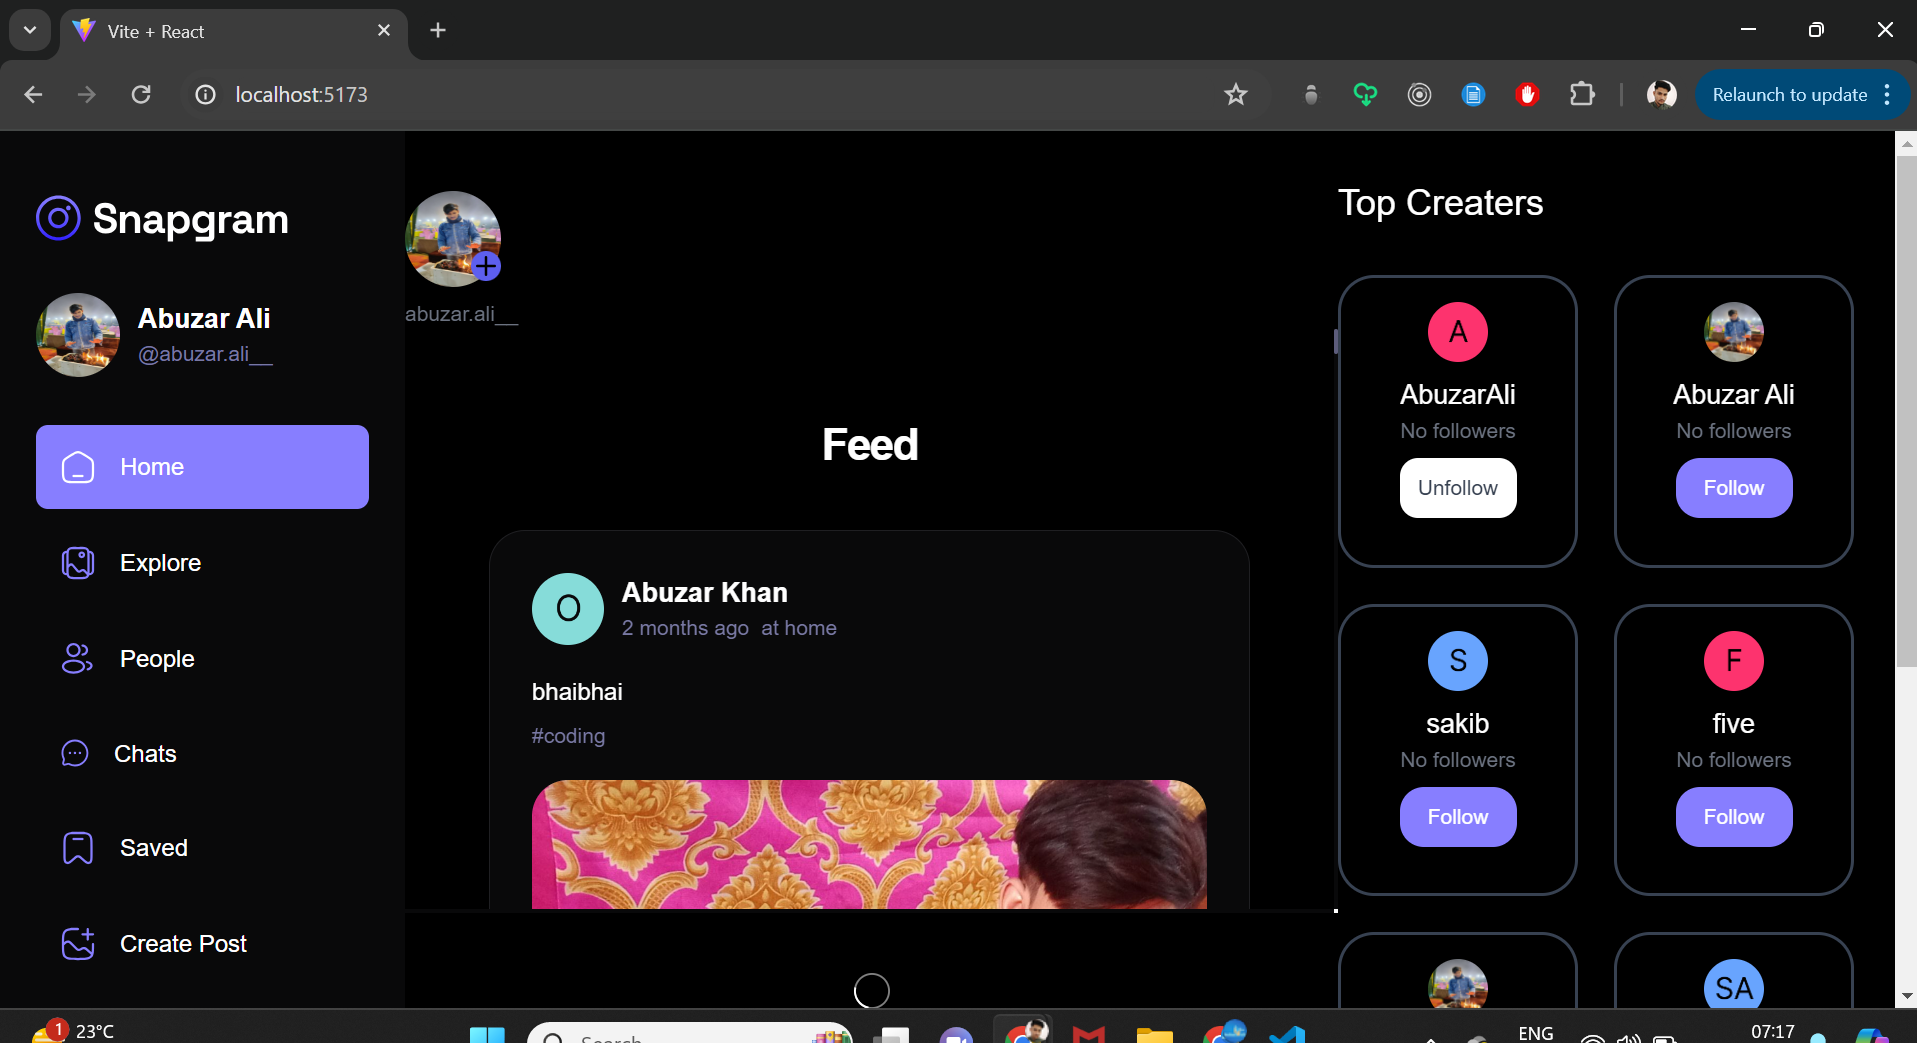 Vite + React
localhost:5173
Relaunch to update
Snapgram
Abuzar Ali
@abuzar.ali__
Home
Explore
People
Chats
Saved
Create Post
abuzar.ali__
Feed
O
Abuzar Khan
2 months ago at home
bhaibhai
#coding
Top Creaters
A
AbuzarAli
No followers
Unfollow
Abuzar Ali
No followers
Follow
S
sakib
No followers
Follow
F
five
No followers
Follow
SA
1
23°C
Search
ENG
07:17